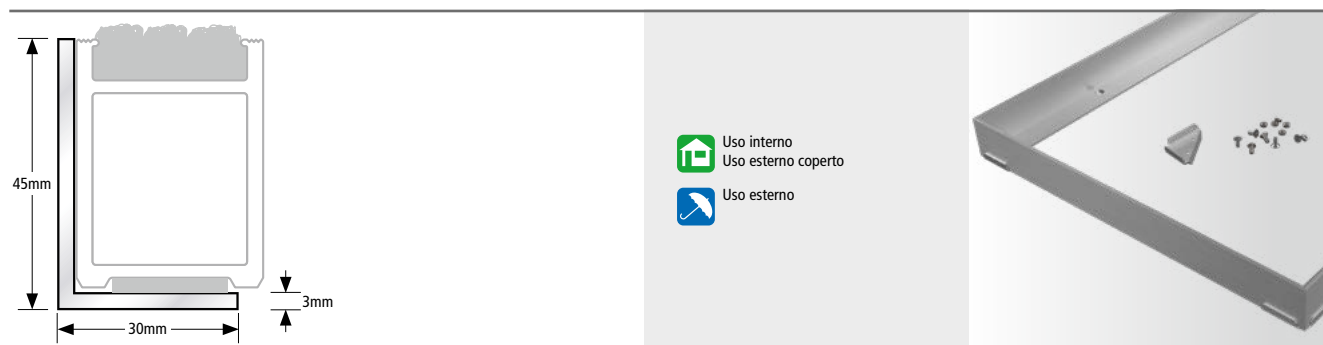 45mm
3mm
30mm
Uso interno
Uso esterno coperto
Uso esterno